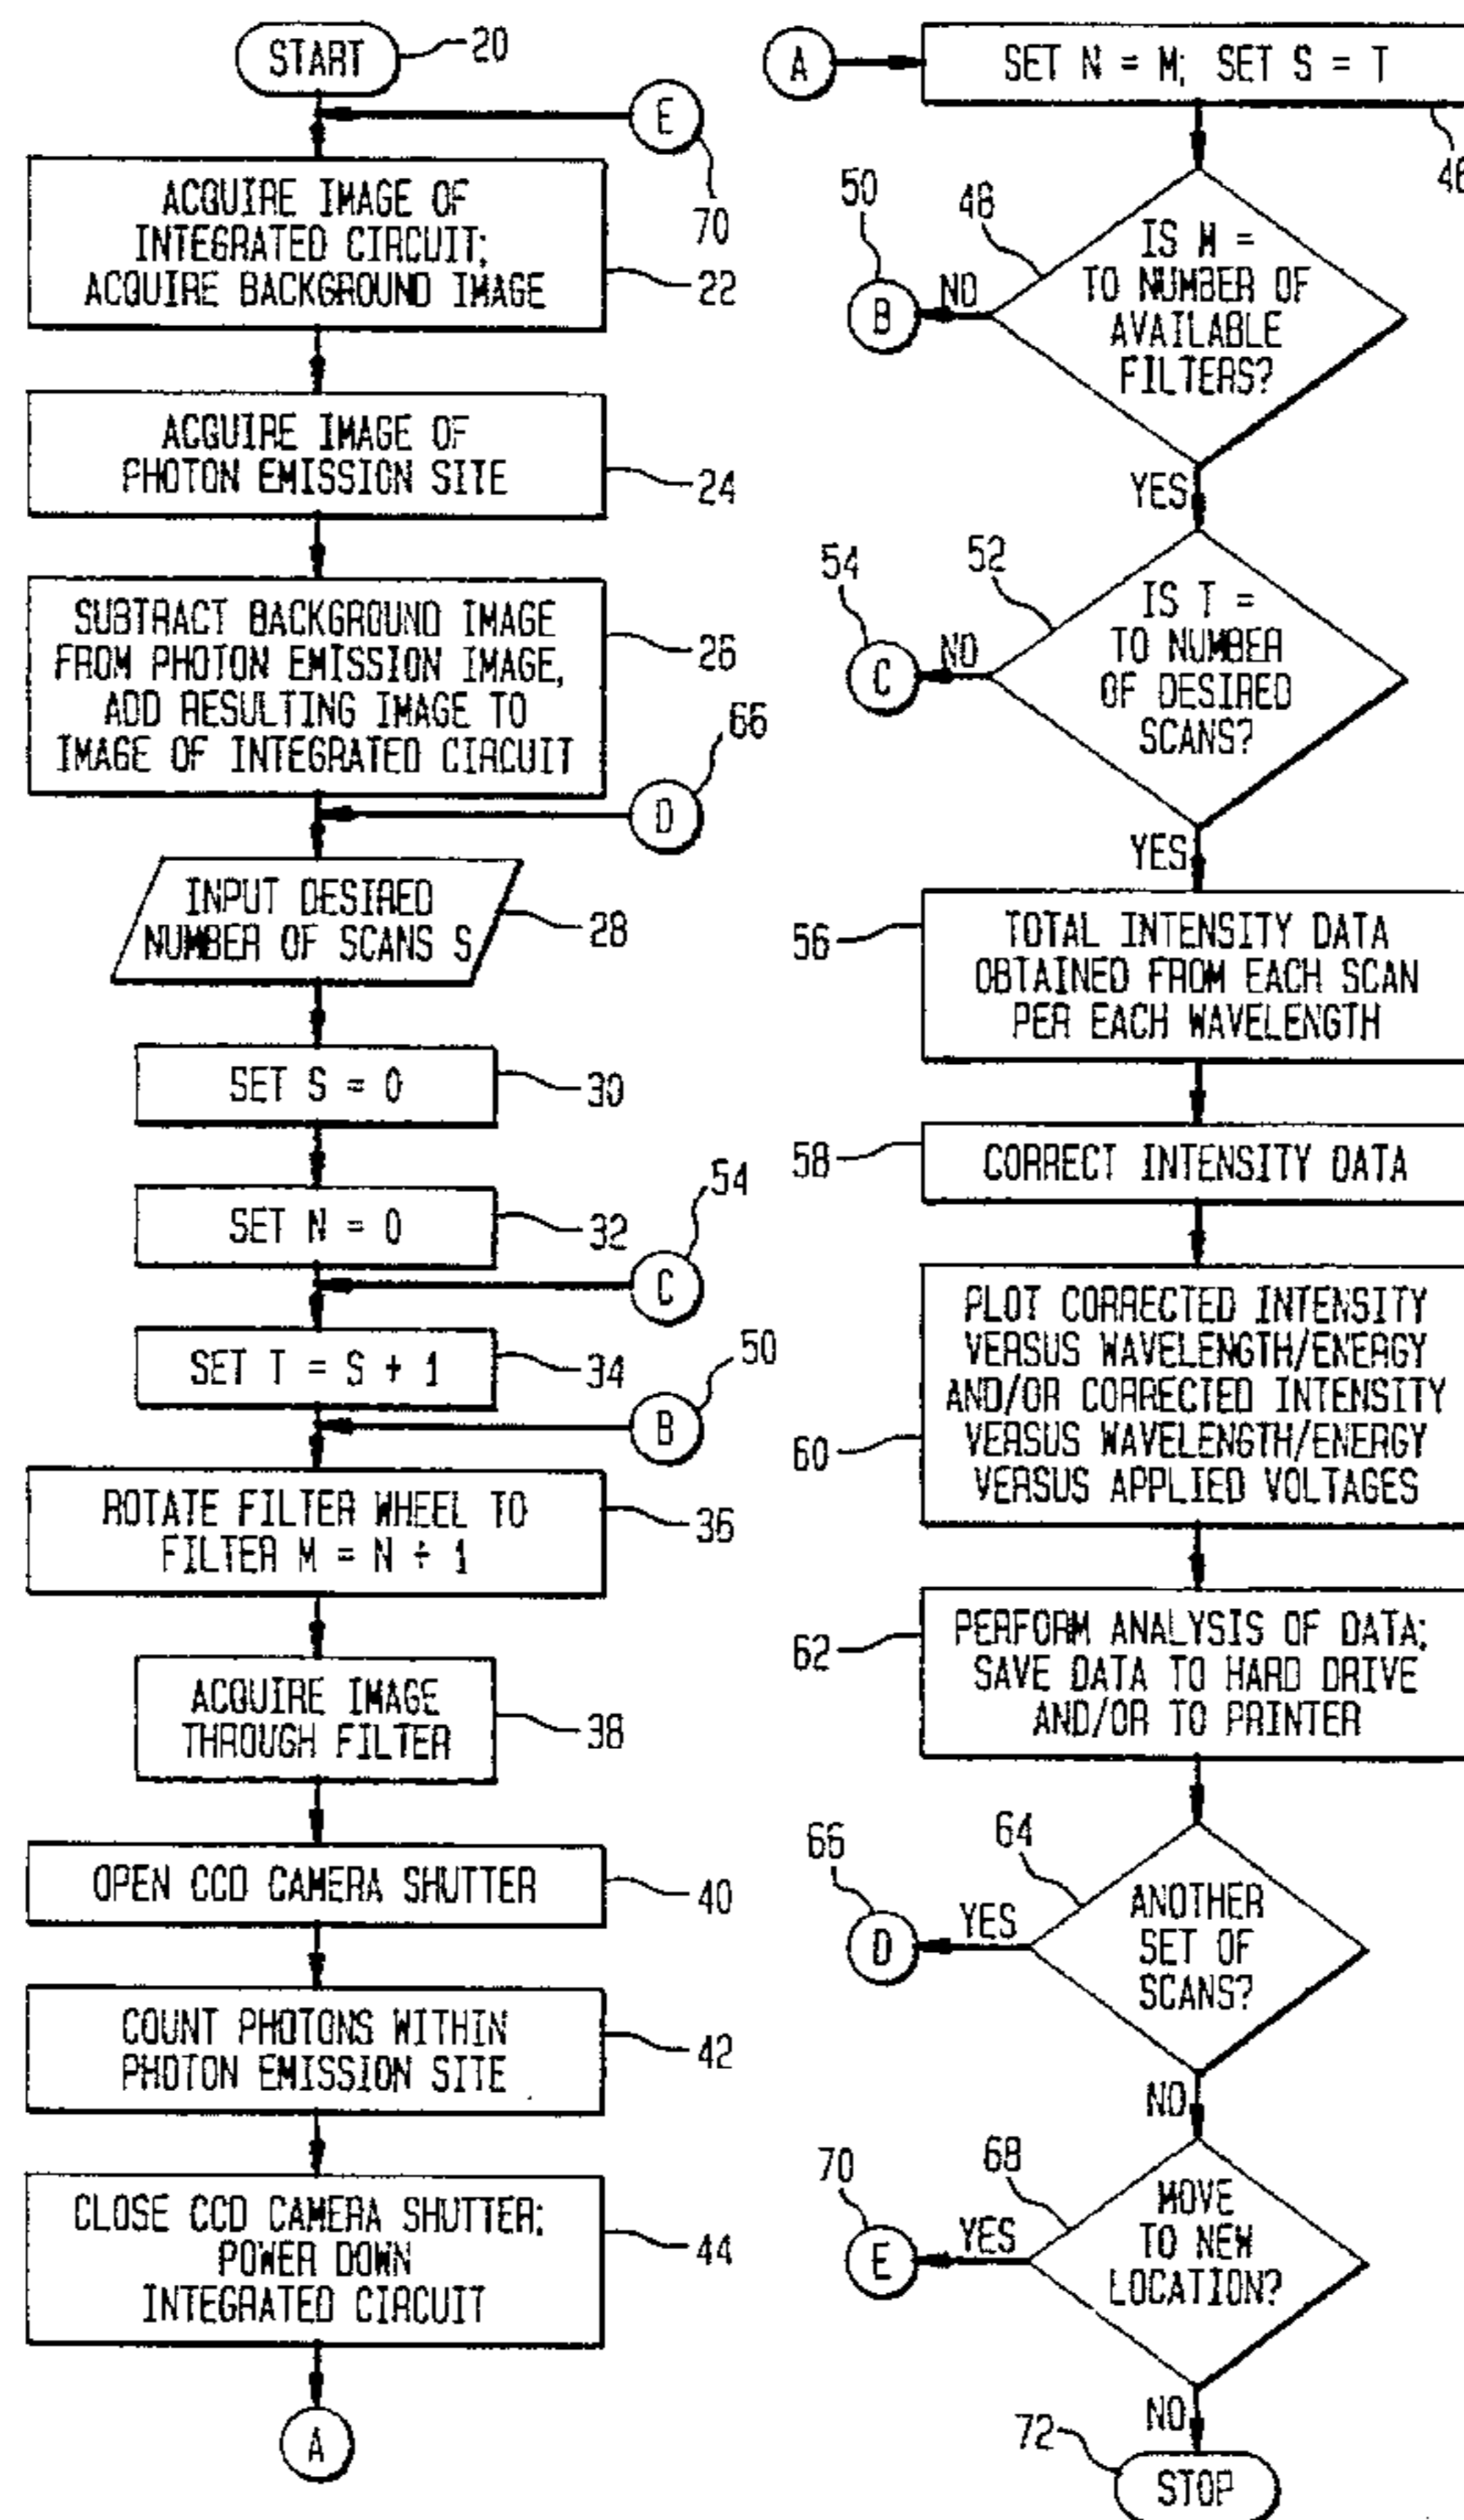 START
20
E
70
ACQUIRE IMAGE OF
INTEGRATED CIRCUIT;
ACQUIRE BACKGROUND IMAGE
22
ACQUIRE IMAGE OF
PHOTON EMISSION SITE
24
SUBTRACT BACKGROUND IMAGE
FROM PHOTON EMISSION IMAGE,
ADD RESULTING IMAGE TO
IMAGE OF INTEGRATED CIRCUIT
26
66
D
INPUT DESIRED
NUMBER OF SCANS S
28
SET S = 0
30
SET N = 0
32
54
C
SET T = S + 1
34
50
B
ROTATE FILTER WHEEL TO
FILTER M = N + 1
36
ACQUIRE IMAGE
THROUGH FILTER
38
OPEN CCD CAMERA SHUTTER
40
COUNT PHOTONS WITHIN
PHOTON EMISSION SITE
42
CLOSE CCD CAMERA SHUTTER;
POWER DOWN
INTEGRATED CIRCUIT
44
A
A
SET N = M; SET S = T
46
50
48
B
NO
IS M =
TO NUMBER OF
AVAILABLE
FILTERS?
YES
54
52
C
NO
IS T =
TO NUMBER
OF DESIRED
SCANS?
YES
56
TOTAL INTENSITY DATA
OBTAINED FROM EACH SCAN
PER EACH WAVELENGTH
58
CORRECT INTENSITY DATA
60
PLOT CORRECTED INTENSITY
VERSUS WAVELENGTH/ENERGY
AND/OR CORRECTED INTENSITY
VERSUS WAVELENGTH/ENERGY
VERSUS APPLIED VOLTAGES
62
PERFORM ANALYSIS OF DATA;
SAVE DATA TO HARD DRIVE
AND/OR TO PRINTER
66
64
D
YES
ANOTHER
SET OF
SCANS?
NO
70
68
E
YES
MOVE
TO NEW
LOCATION?
NO
72
STOP